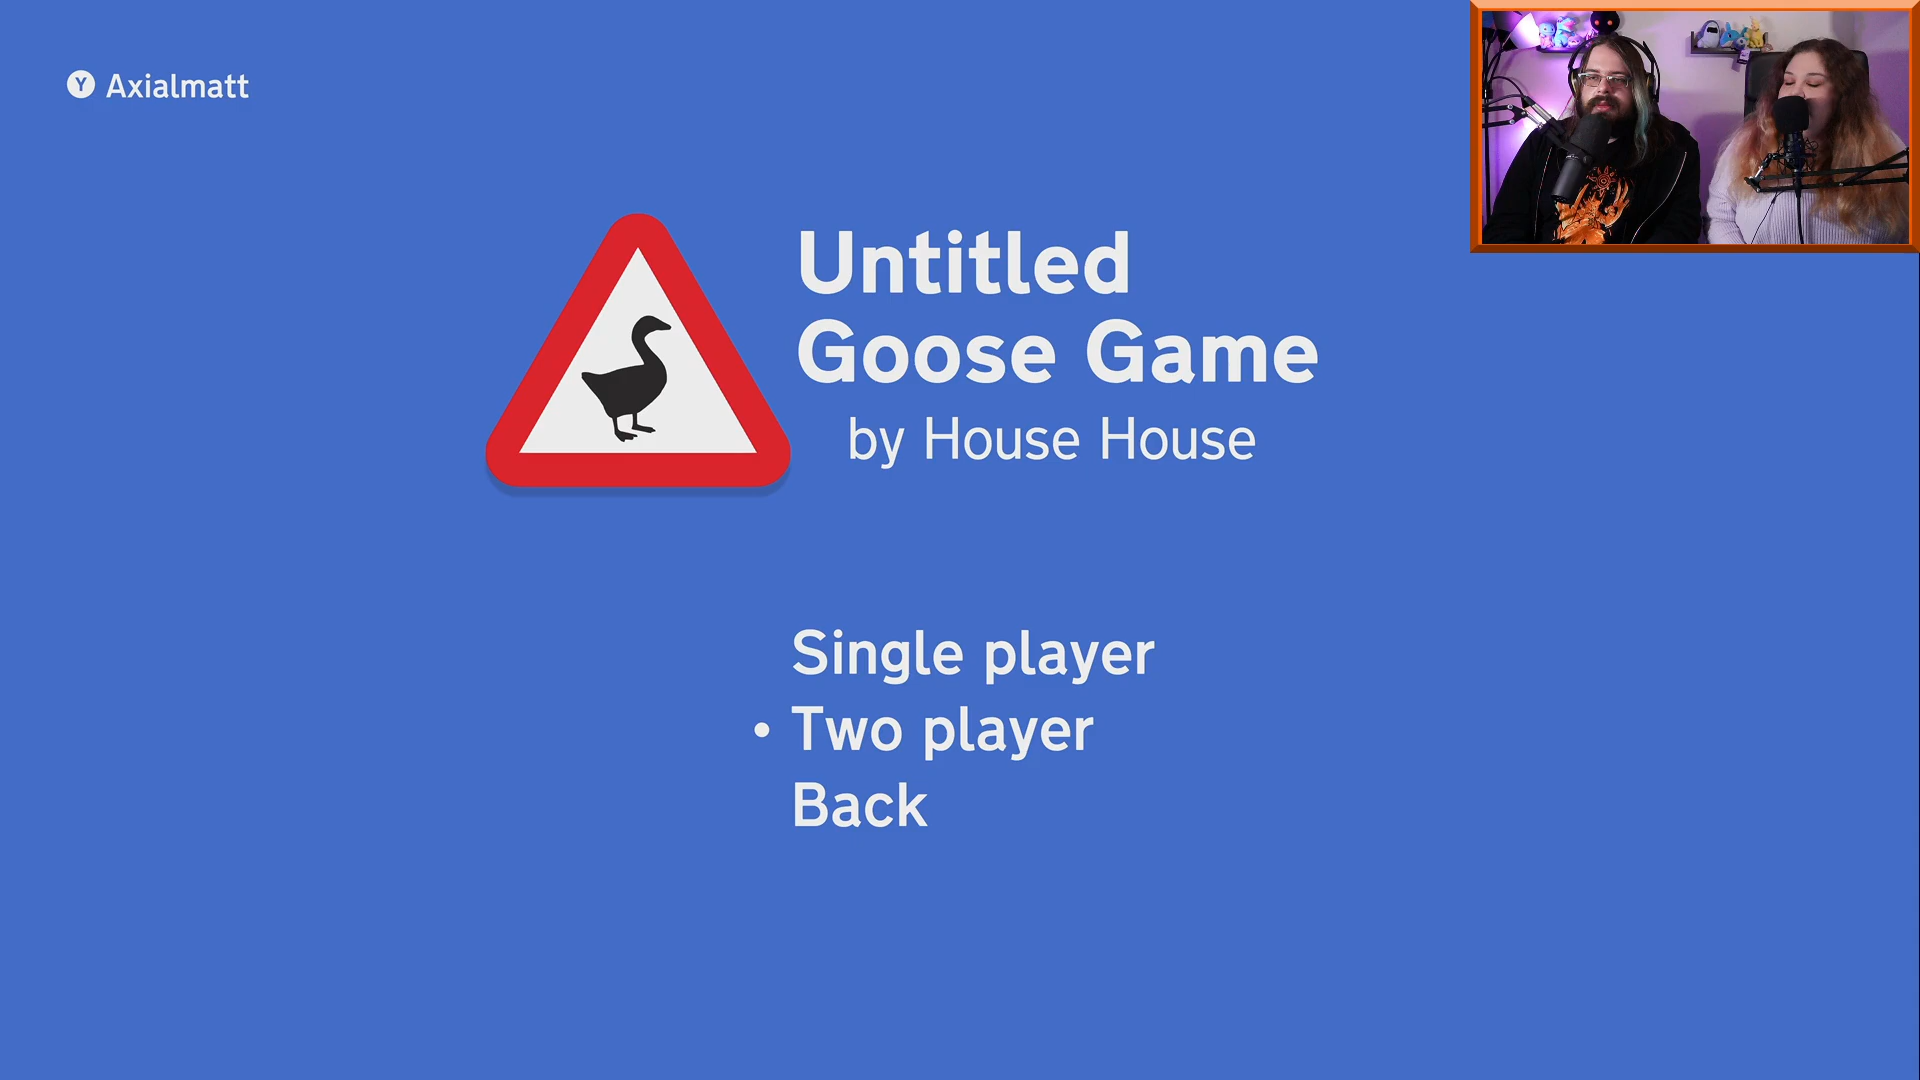 Y Axialmatt
Untitled
Goose Game
by House House
Single player
• Two player
Back